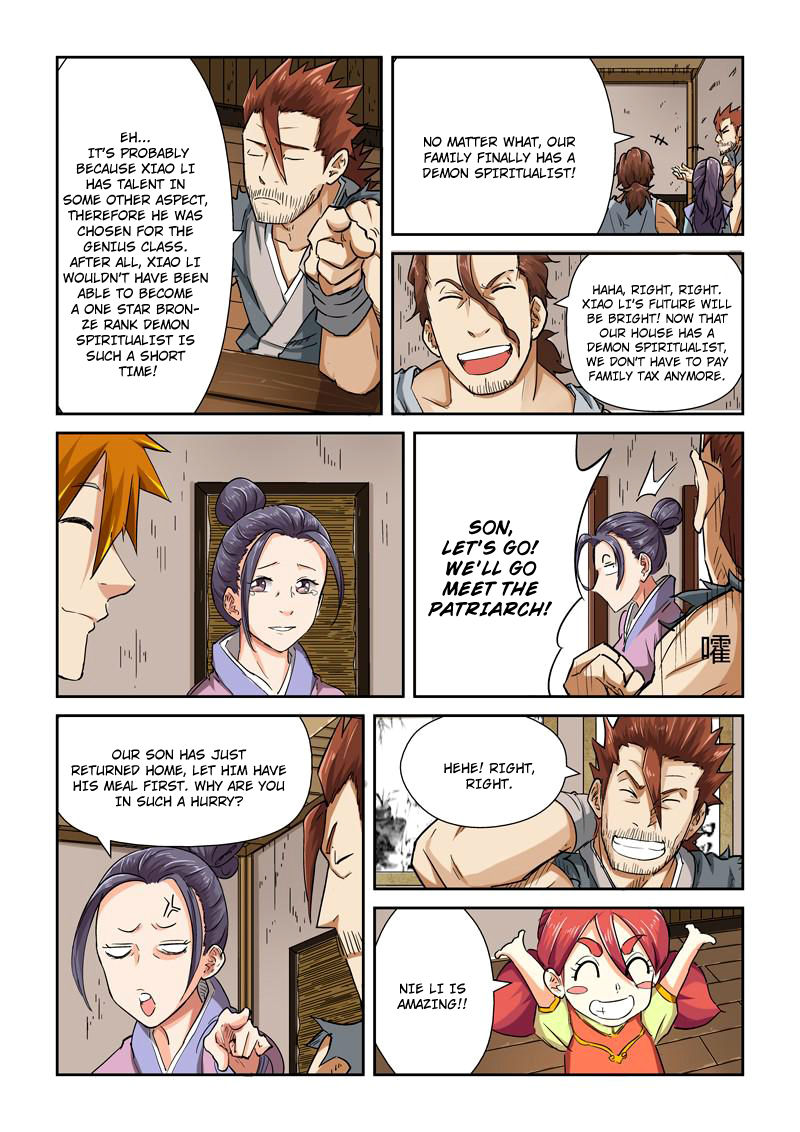 EH...
IT'S PROBABLY
BECAUSE XIAO LI
HAS TALENT IN
SOME OTHER ASPECT,
THEREFORE HE WAS
CHOSEN FOR THE
GENIUS CLASS.
AFTER ALL, XIAO LI
WOULDN'T HAVE BEEN
ABLE TO BECOME
A ONE STAR BRON-
ZE RANK DEMON
SPIRITUALIST IS
SUCH A SHORT
TIME!
NO MATTER WHAT, OUR
FAMILY FINALLY HAS A
DEMON SPIRITUALIST!
HAHA, RIGHT, RIGHT.
XIAO LI'S FUTURE WILL
BE BRIGHT! NOW THAT
OUR HOUSE HAS A
DEMON SPIRITUALIST,
WE DON'T HAVE TO PAY
FAMILY TAX ANYMORE.
SON,
LET'S GO!
WE'LL GO
MEET THE
PATRIARCH!
嚯
OUR SON HAS JUST
RETURNED HOME, LET HIM HAVE
HIS MEAL FIRST. WHY ARE YOU
IN SUCH A HURRY?
HEHE! RIGHT,
RIGHT.
NIE LI IS
AMAZING!!